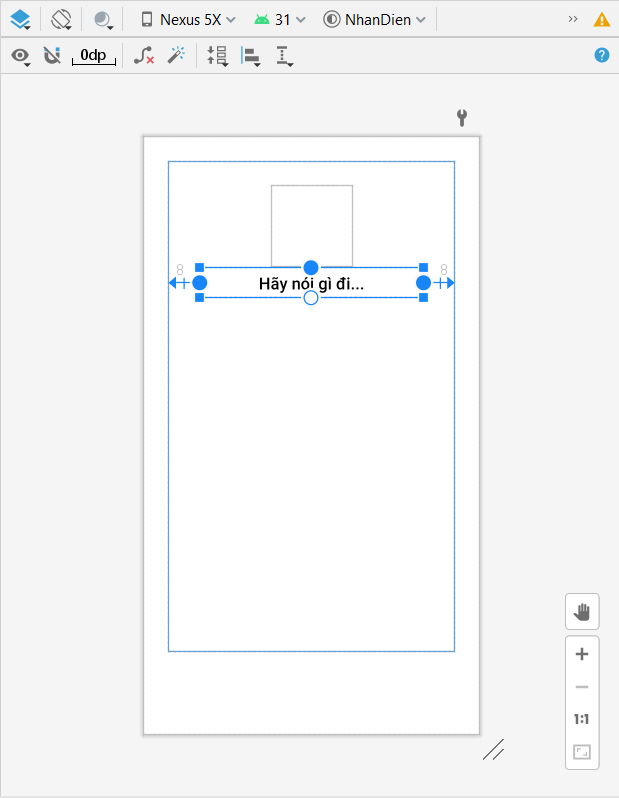 Nexus 5X 31 NhanDien
0dp
8 8
Hãy nói gì đi...
1:1